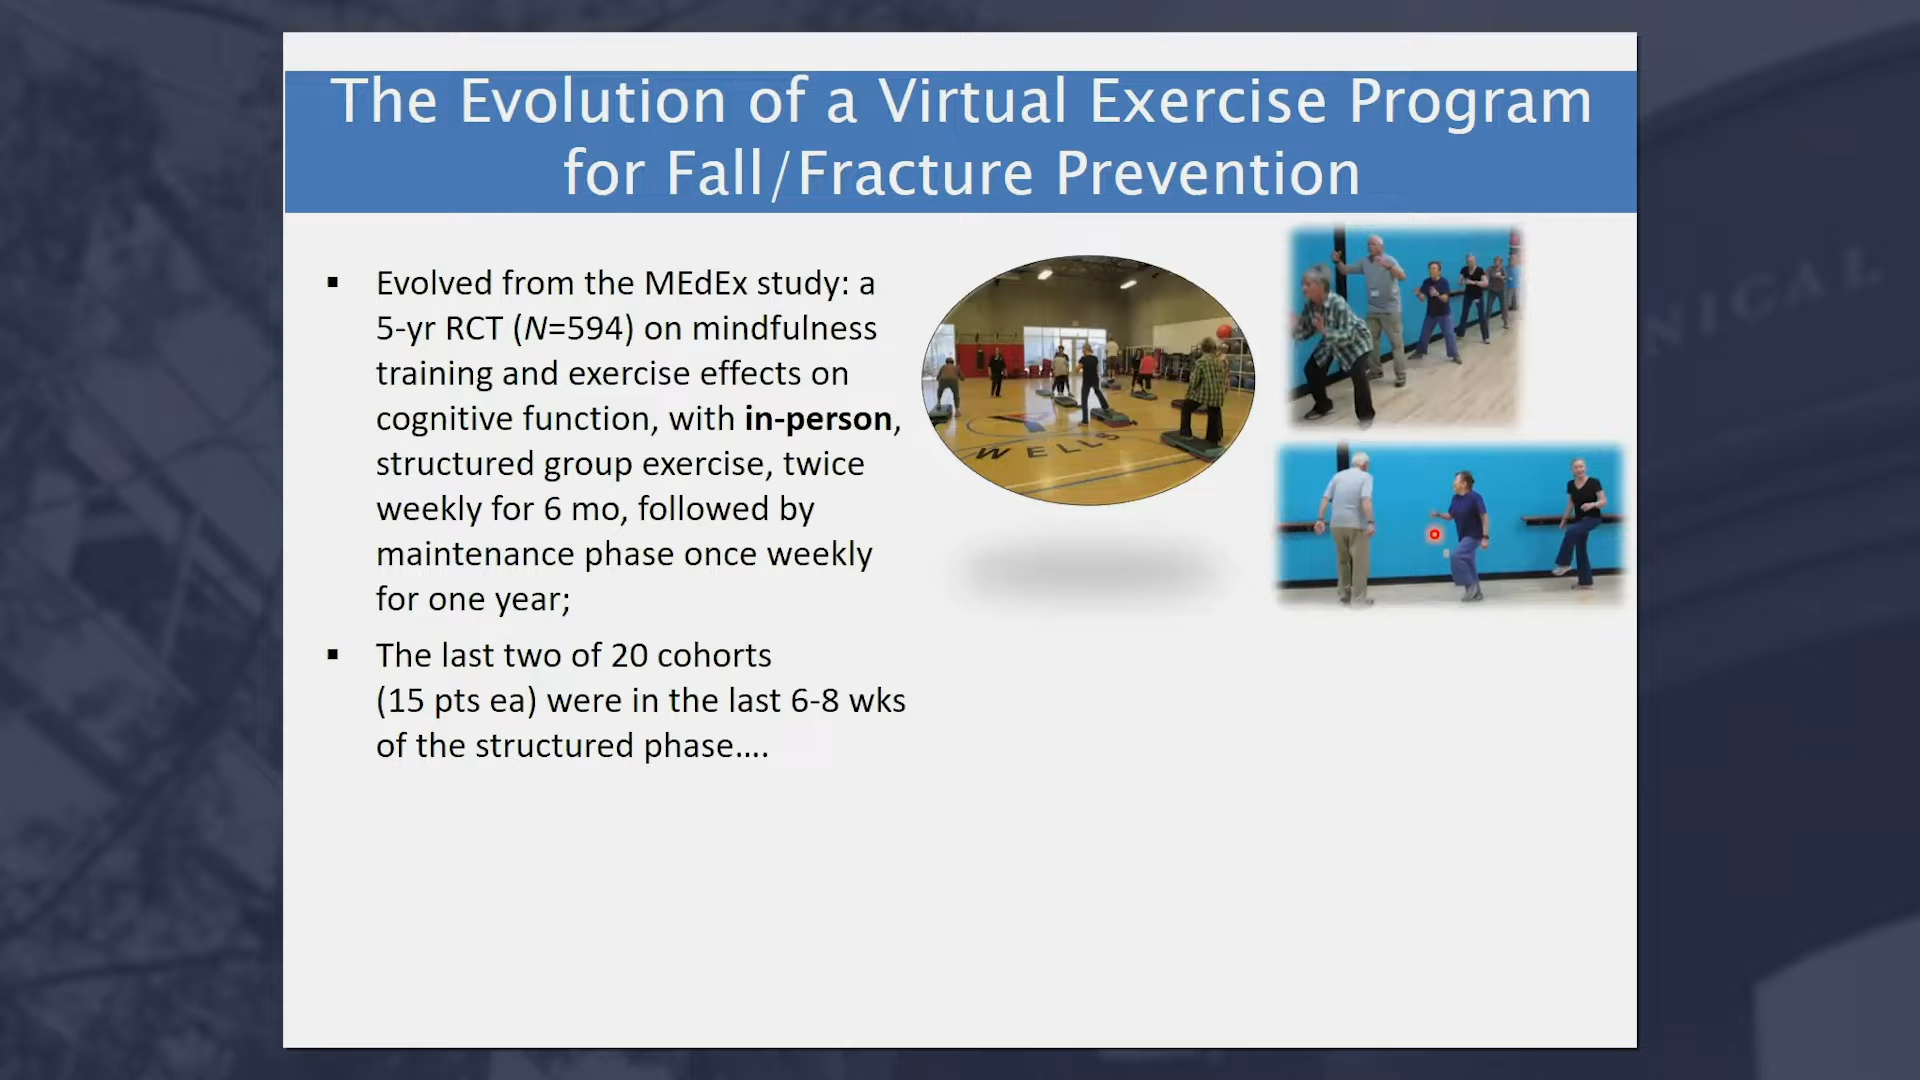 The Evolution of a Virtual Exercise Program
for Fall/Fracture Prevention
▪ Evolved from the MEdEx study: a
5-yr RCT (N=594) on mindfulness
training and exercise effects on
cognitive function, with in-person,
structured group exercise, twice
weekly for 6 mo, followed by
maintenance phase once weekly
for one year;
▪ The last two of 20 cohorts
(15 pts ea) were in the last 6-8 wks
of the structured phase....
WELLS
NICAL